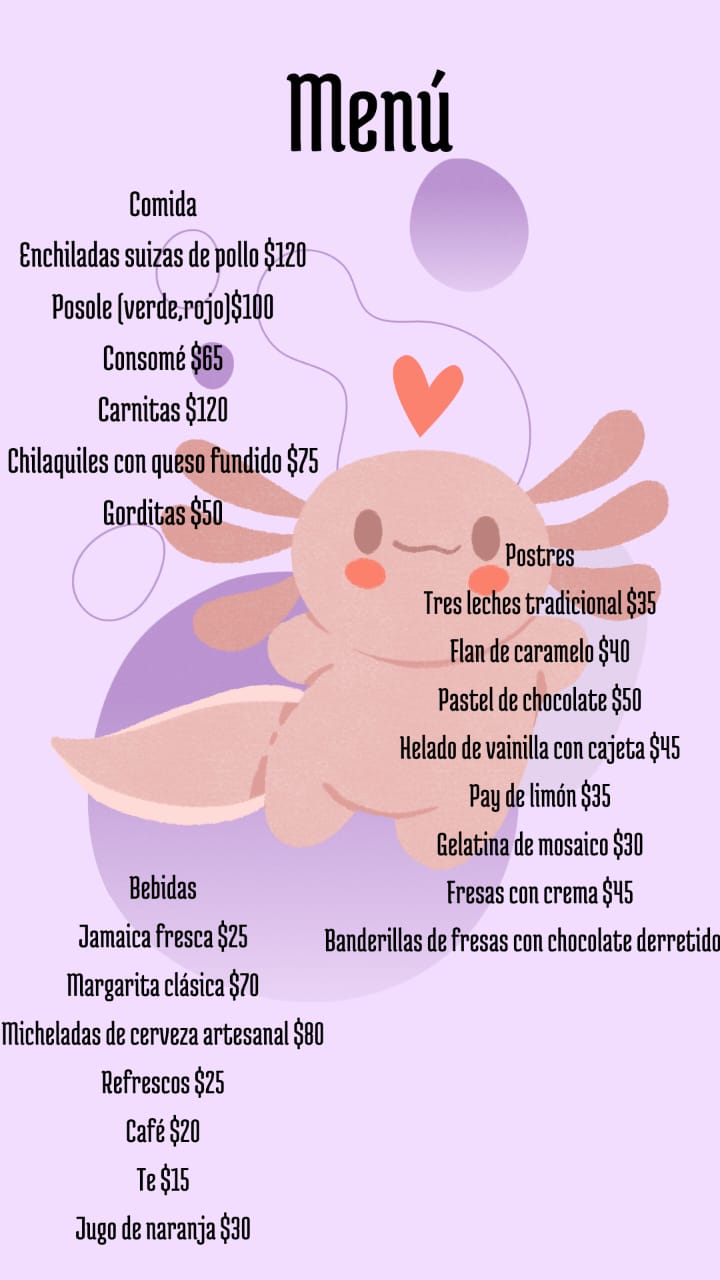 Menú
Comida
Enchiladas suizas de pollo $120
Posole (verde,rojo)$100
Consomé $65
Carnitas $120
Chilaquiles con queso fundido $75
Gorditas $50
Postres
Tres leches tradicional $35
Flan de caramelo $40
Pastel de chocolate $50
Helado de vainilla con cajeta $45
Pay de limón $35
Gelatina de mosaico $30
Fresas con crema $45
Banderillas de fresas con chocolate derretido
Bebidas
Jamaica fresca $25
Margarita clásica $70
Micheladas de cerveza artesanal $80
Refrescos $25
Café $20
Te $15
Jugo de naranja $30